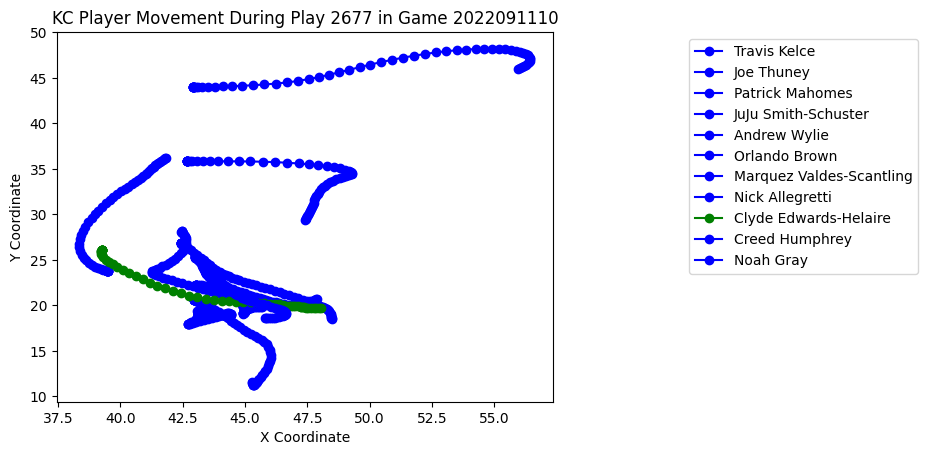 KC Player Movement During Play 2677 in Game 2022091110
50
45
40
35
30
25
20
15
10
Y Coordinate
37.5 40.0 42.5 45.0 47.5 50.0 52.5 55.0
X Coordinate
Travis Kelce
Joe Thuney
Patrick Mahomes
JuJu Smith-Schuster
Andrew Wylie
Orlando Brown
Marquez Valdes-Scantling
Nick Allegretti
Clyde Edwards-Helaire
Creed Humphrey
Noah Gray